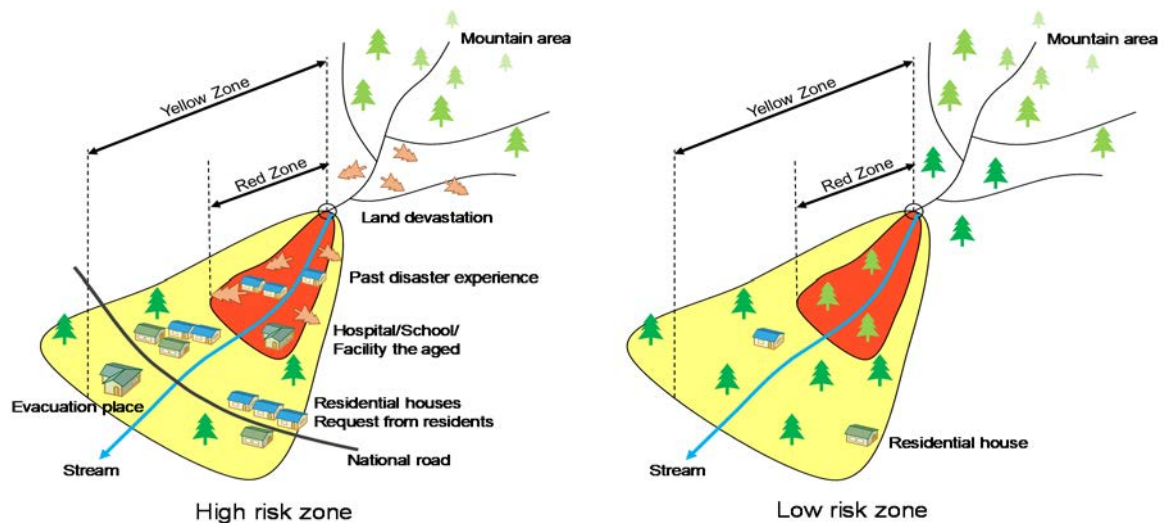 Mountain area
Yellow Zone
Red Zone
Land devastation
Past disaster experience
Hospital/School/
Facility the aged
Evacuation place
Residential houses
Request from residents
National road
Stream
High risk zone
Mountain area
Yellow Zone
Red Zone
Residential house
Stream
Low risk zone